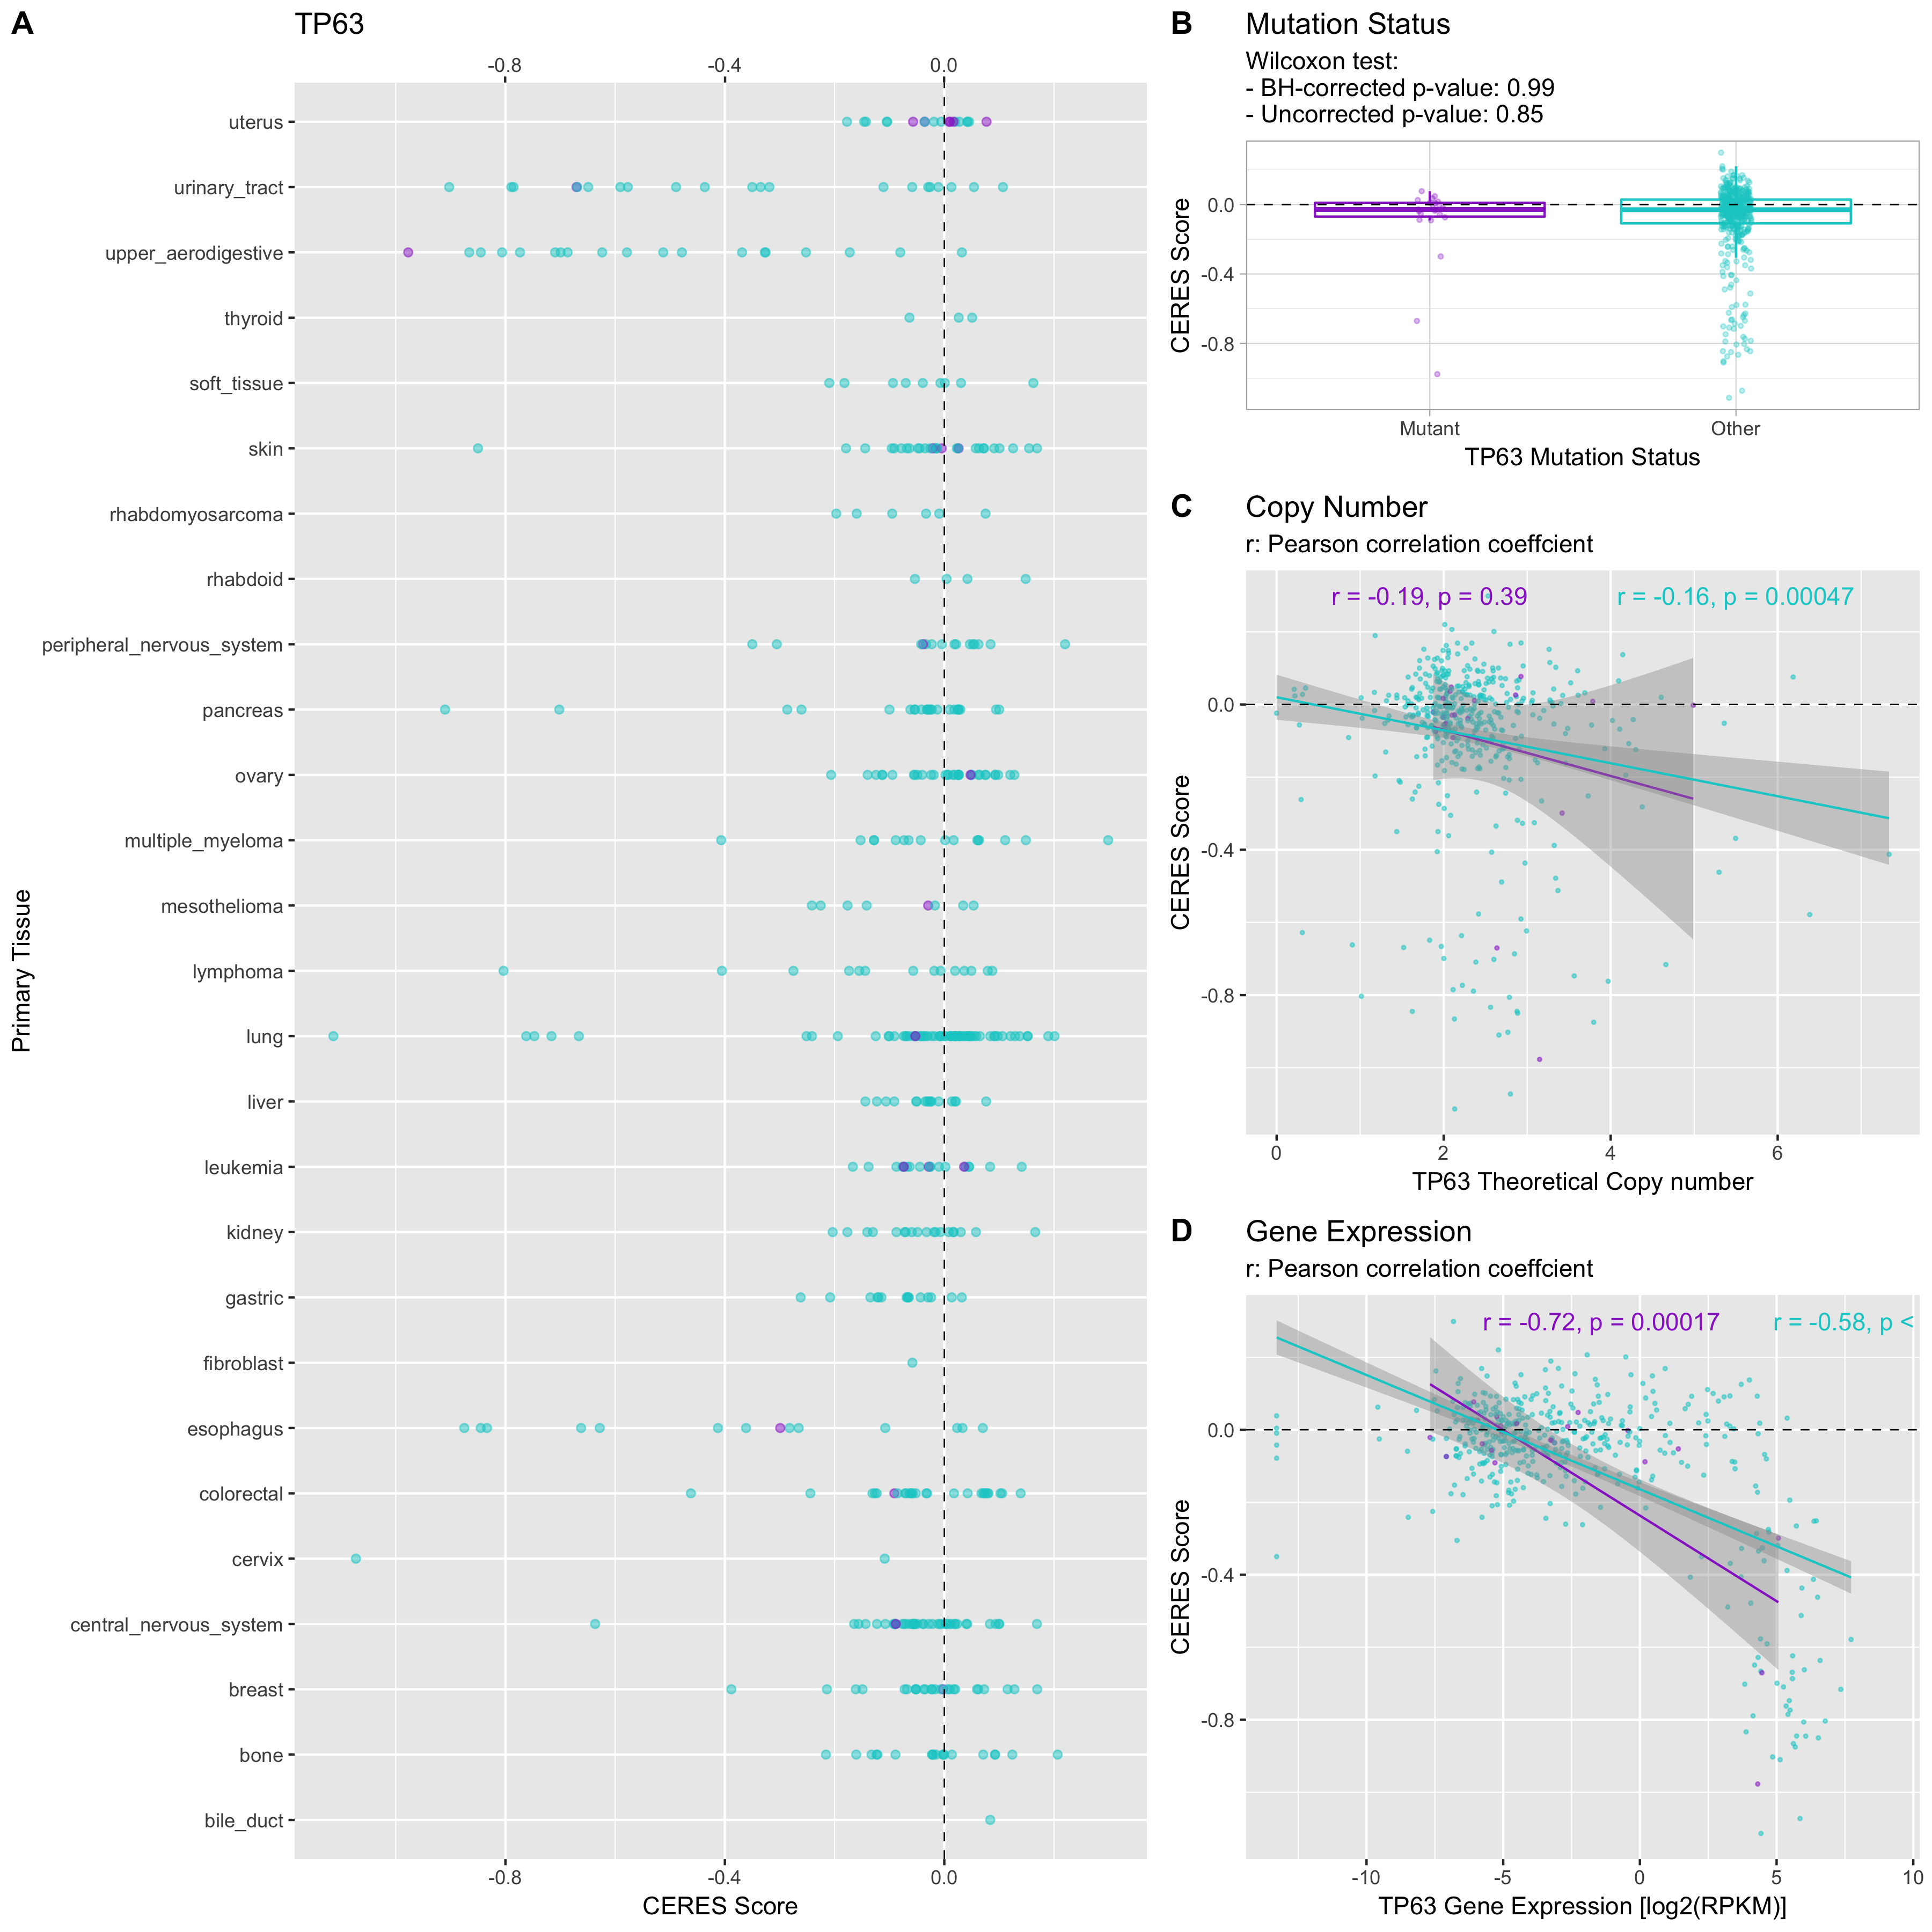 A
TP63
-0.8
-0.4
0.0
uterus
urinary_tract
upper_aerodigestive
thyroid
soft_tissue
skin
rhabdomyosarcoma
rhabdoid
peripheral_nervous_system
pancreas
ovary
multiple_myeloma
mesothelioma
lymphoma
lung
liver
leukemia
kidney
gastric
fibroblast
esophagus
colorectal
cervix
central_nervous_system
breast
bone
bile_duct
Primary Tissue
-0.8
-0.4
0.0
CERES Score
B
Mutation Status
Wilcoxon test:
- BH-corrected p-value: 0.99
- Uncorrected p-value: 0.85
0.0
-0.4
-0.8
CERES Score
Mutant
Other
TP63 Mutation Status
C
Copy Number
r: Pearson correlation coeffcient
r = -0.19, p = 0.39
r = -0.16, p = 0.00047
0.0
-0.4
-0.8
CERES Score
0
2
4
6
TP63 Theoretical Copy number
D
Gene Expression
r: Pearson correlation coeffcient
r = -0.72, p = 0.00017
r = -0.58, p <
0.0
-0.4
-0.8
CERES Score
-10
-5
0
5
10
TP63 Gene Expression [log2(RPKM)]